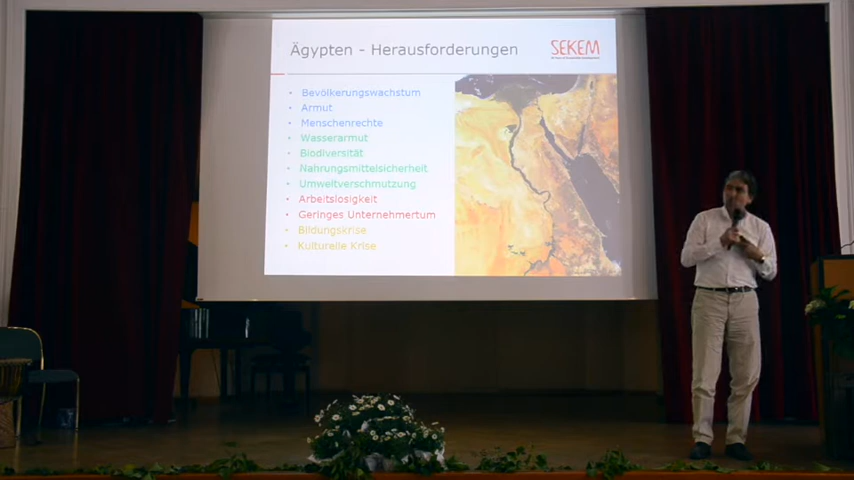 Ägypten - Herausforderungen
SEKEM
• Bevölkerungswachstum
• Armut
• Menschenrechte
• Wasserarmut
• Biodiversität
• Nahrungsmittelsicherheit
• Umweltverschmutzung
• Arbeitslosigkeit
• Geringes Unternehmertum
• Bildungskrise
• Kulturelle Krise